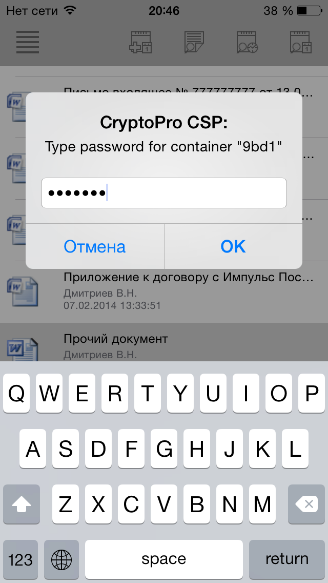 Нет сети 20:46 38 %
Письмо входящее № 777777777 от 13.0...
CryptoPro CSP:
Type password for container "9bd1"
•••••••
Отмена OK
Приложение к договору с Импульс Пос...
Дмитриев В.Н.
07.02.2014 13:33:51
Прочий документ
Дмитриев В.Н.
Q W E R T Y U I O P
A S D F G H J K L
Z X C V B N M
123 space return